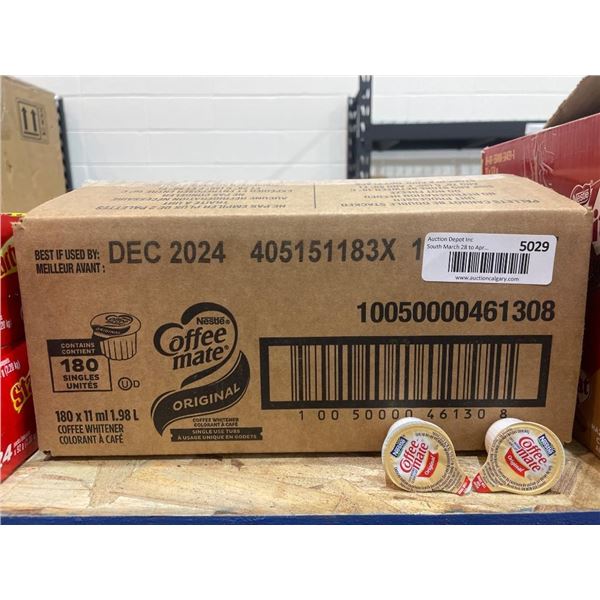 BEST IF USED BY:
MEILLEUR AVANT :
DEC 2024 405151183X 1
Auction Depot Inc
South March 28 to Apr...
5029
www.auctioncalgary.com
10050000461308
CONTAINS
CONTIENT
180
SINGLES
UNITÉS
ORIGINAL
UD
180 x 11 ml 1.98 L
COFFEE WHITENER
COLORANT À CAFÉ
Nestlé®
Coffee
mate®
ORIGINAL
COFFEE WHITENER
COLORANT À CAFÉ
SINGLE USE TUBS
À USAGE UNIQUE EN GODETS
1 00 50000 46130 8
Nestlé
Coffee
mate
Original
Nestlé
Coffee
mate
Original